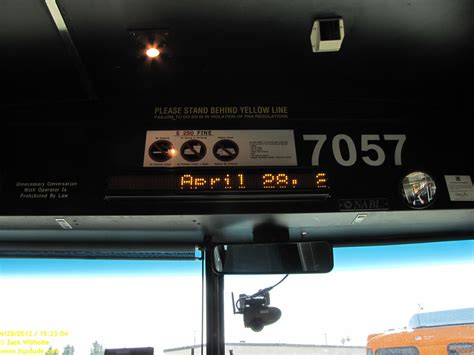 PLEASE STAND BEHIND YELLOW LINE
FAILURE TO DO SO IS IN VIOLATION OF FRA REGULATIONS
$ 250 FINE
7057
April 28, 2
Unnecessary Conversation
With Operator Is
Prohibited By Law
NABI
4/28/2012 / 15:23:04
© Zack Willhoite